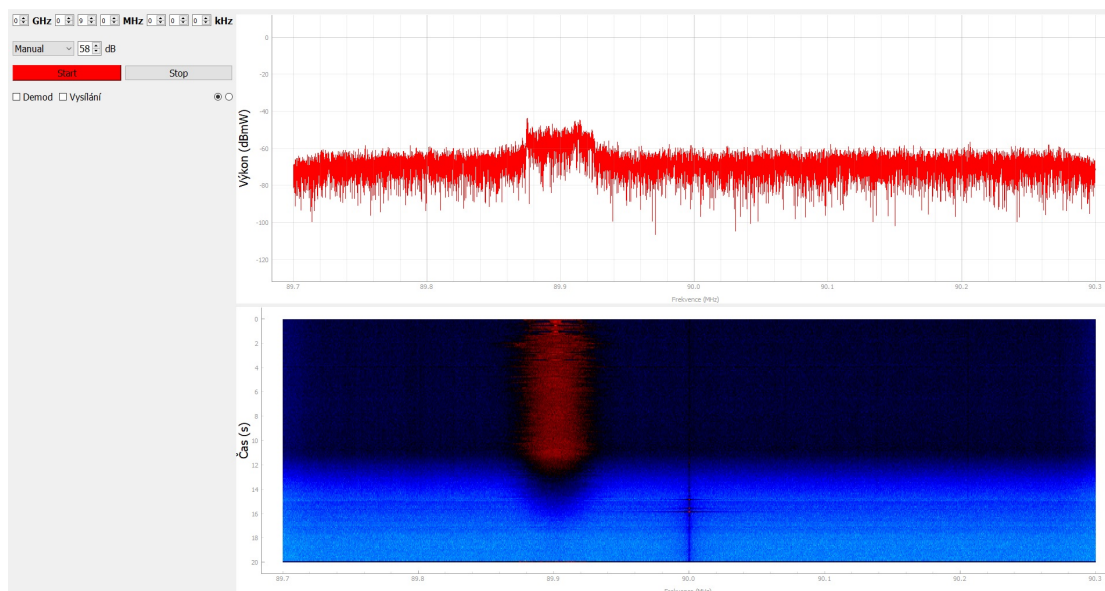 0 GHz 0 9 0 MHz 0 0 0 kHz
Manual 58 dB
Start Stop
Demod Vysílání
Výkon (dBmW)
0
-20
-40
-60
-80
-100
-120
89.7 89.8 89.9 90.0 90.1 90.2 90.3
Frekvence (MHz)
Čas (s)
0
2
4
6
8
10
12
14
16
18
20
89.7 89.8 89.9 90.0 90.1 90.2 90.3
Frekvence (MHz)